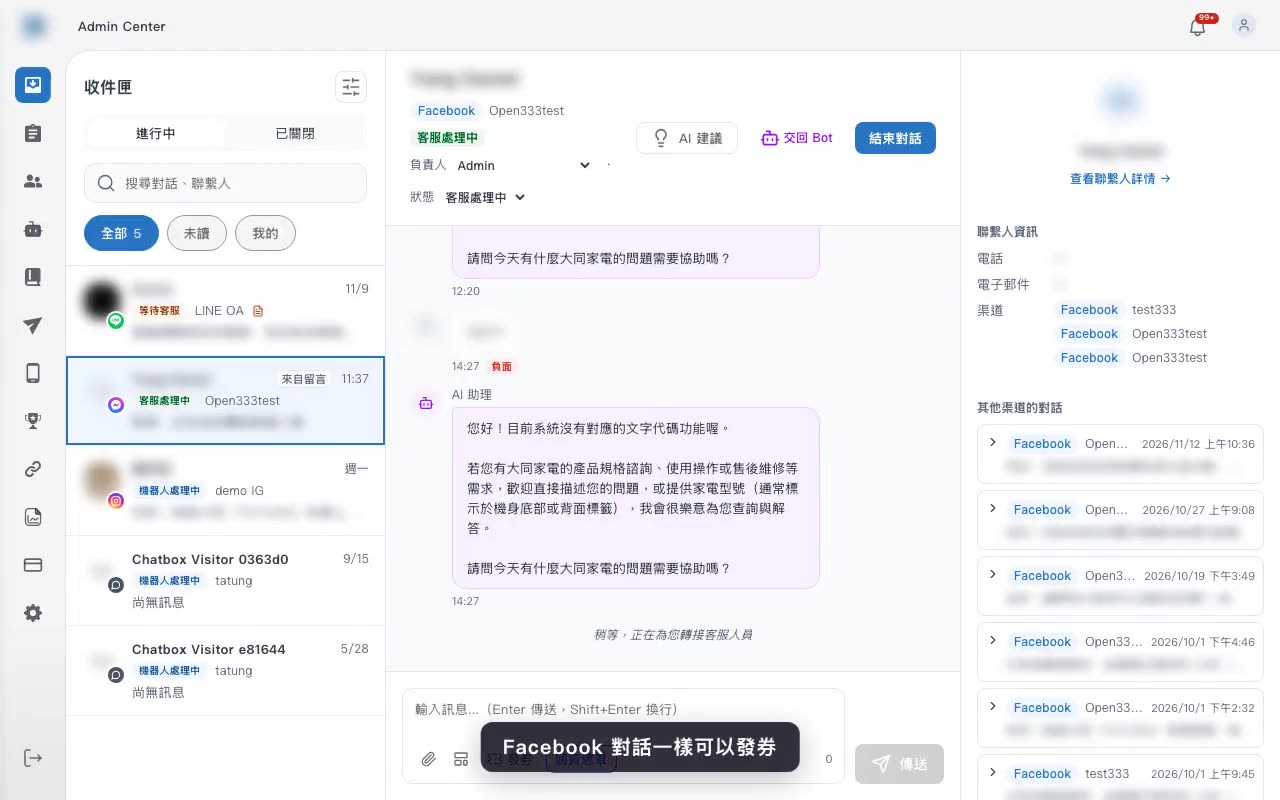 Admin Center
99+
收件匣
進行中
已關閉
搜尋對話、聯繫人
全部 5
未讀
我的
11/9
等待客服 LINE OA
來自留言 11:37
客服處理中 Open333test
週一
機器人處理中 demo IG
Chatbox Visitor 0363d0 9/15
機器人處理中 tatung
尚無訊息
Chatbox Visitor e81644 5/28
機器人處理中 tatung
尚無訊息
Facebook Open333test
客服處理中
負責人 Admin
狀態 客服處理中
AI 建議
交回 Bot
結束對話
請問今天有什麼大同家電的問題需要協助嗎？
12:20
14:27 負面
AI 助理
您好！目前系統沒有對應的文字代碼功能喔。
若您有大同家電的產品規格諮詢、使用操作或售後維修等
需求，歡迎直接描述您的問題，或提供家電型號（通常標
示於機身底部或背面標籤），我會很樂意為您查詢與解
答。
請問今天有什麼大同家電的問題需要協助嗎？
14:27
稍等，正在為您轉接客服人員
輸入訊息...（Enter 傳送，Shift+Enter 換行）
Facebook 對話一樣可以發券
0
傳送
查看聯繫人詳情 →
聯繫人資訊
電話
電子郵件
渠道 Facebook test333
Facebook Open333test
Facebook Open333test
其他渠道的對話
Facebook Open... 2026/11/12 上午10:36
Facebook Open... 2026/10/27 上午9:08
Facebook Open3... 2026/10/19 下午3:49
Facebook Open33... 2026/10/1 下午4:46
Facebook Open33... 2026/10/1 下午2:32
Facebook test333 2026/10/1 上午9:45